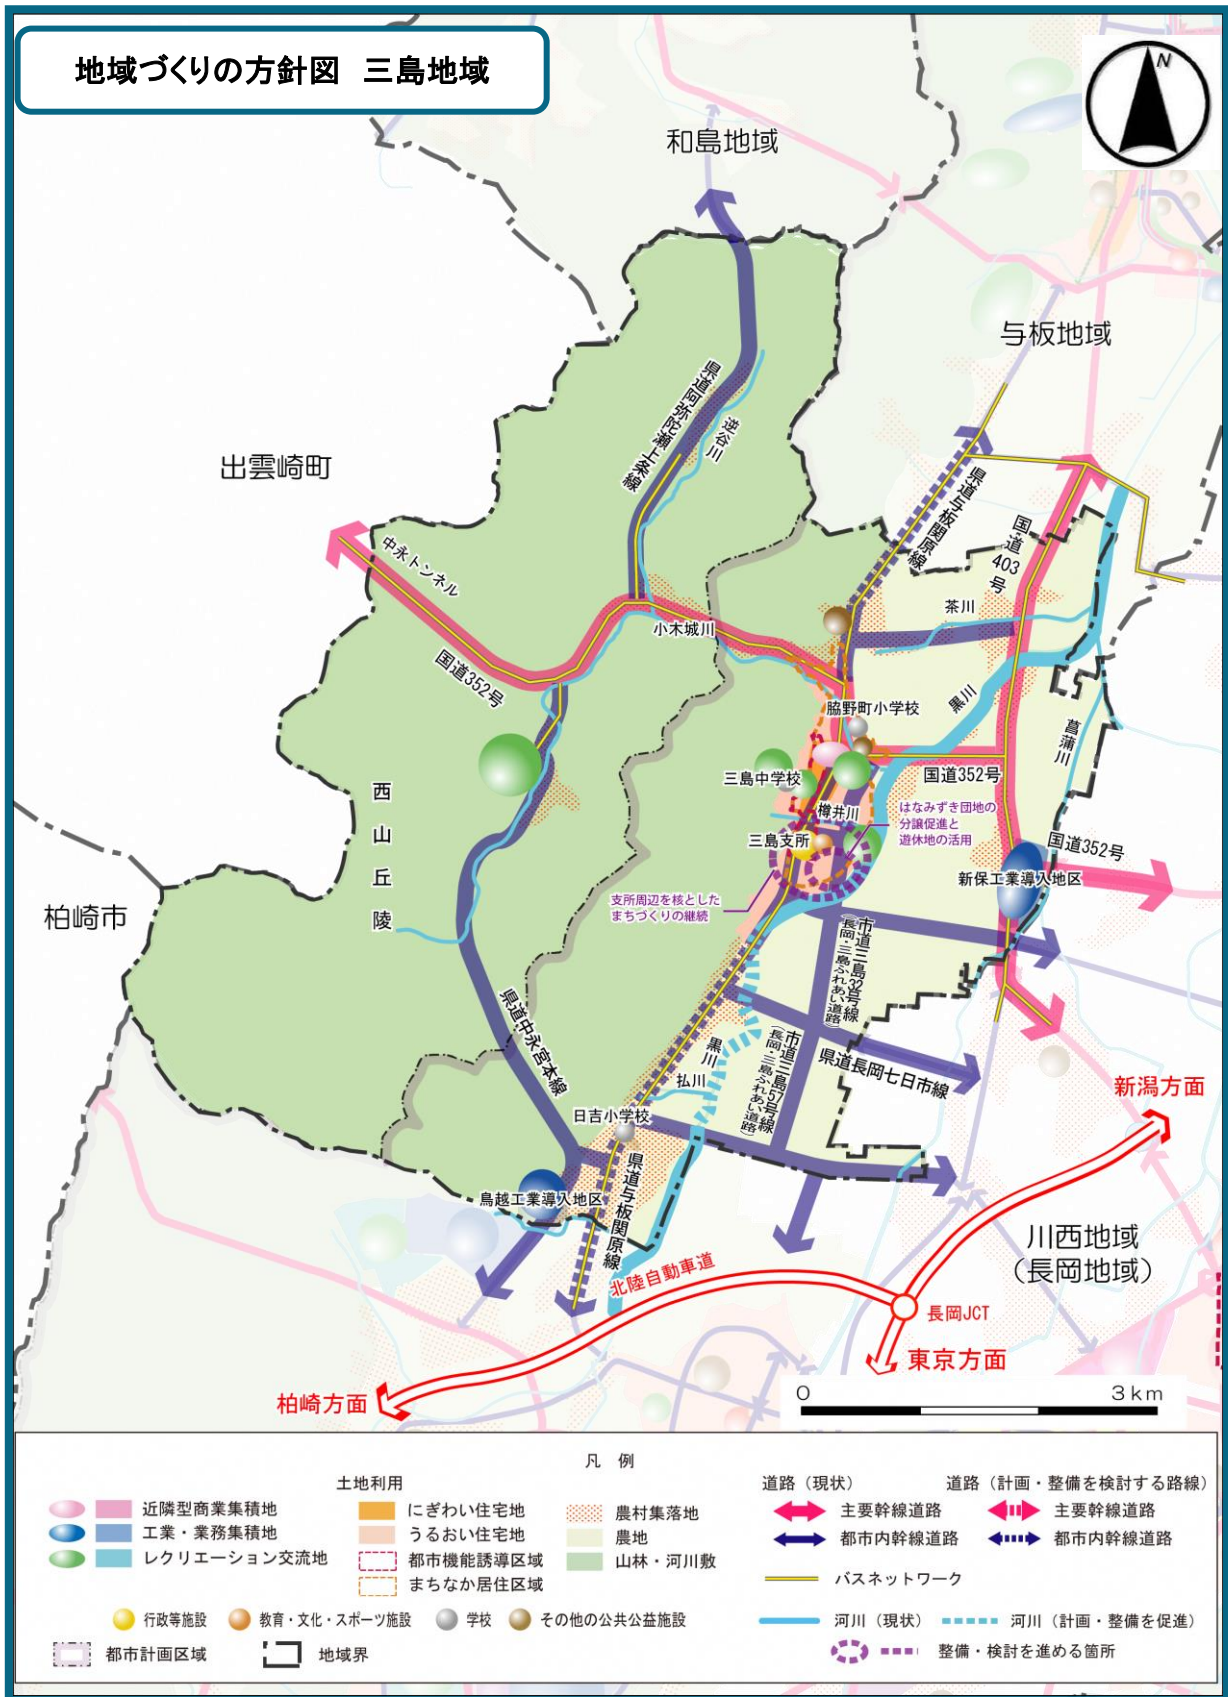 地域づくりの方針図 三島地域
N
和島地域
与板地域
出雲崎町
県道阿弥陀瀬上条線
逆谷川
県道与板関原線
国道403号
中永トンネル
茶川
小木城川
国道352号
脇野町小学校
黒川
菖蒲川
三島中学校
国道352号
樽井川
はなみずき団地の
分譲促進と
遊休地の活用
三島支所
国道352号
新保工業導入地区
西山丘陵
支所周辺を核とした
まちづくりの継続
柏崎市
市道三島32号線
(長岡・三島ふれあい道路)
県道中永宮本線
黒川
払川
市道三島57号線
(長岡・三島ふれあい道路)
県道長岡七日市線
新潟方面
日吉小学校
県道与板関原線
鳥越工業導入地区
川西地域
(長岡地域)
北陸自動車道
長岡JCT
東京方面
柏崎方面
0 3km
凡 例
土地利用
道路(現状) 道路(計画・整備を検討する路線)
近隣型商業集積地 にぎわい住宅地 農村集落地 主要幹線道路 主要幹線道路
工業・業務集積地 うるおい住宅地 農地 都市内幹線道路 都市内幹線道路
レクリエーション交流地 都市機能誘導区域 山林・河川敷
まちなか居住区域 バスネットワーク
行政等施設 教育・文化・スポーツ施設 学校 その他の公共公益施設 河川(現状) 河川(計画・整備を促進)
都市計画区域 地域界 整備・検討を進める箇所